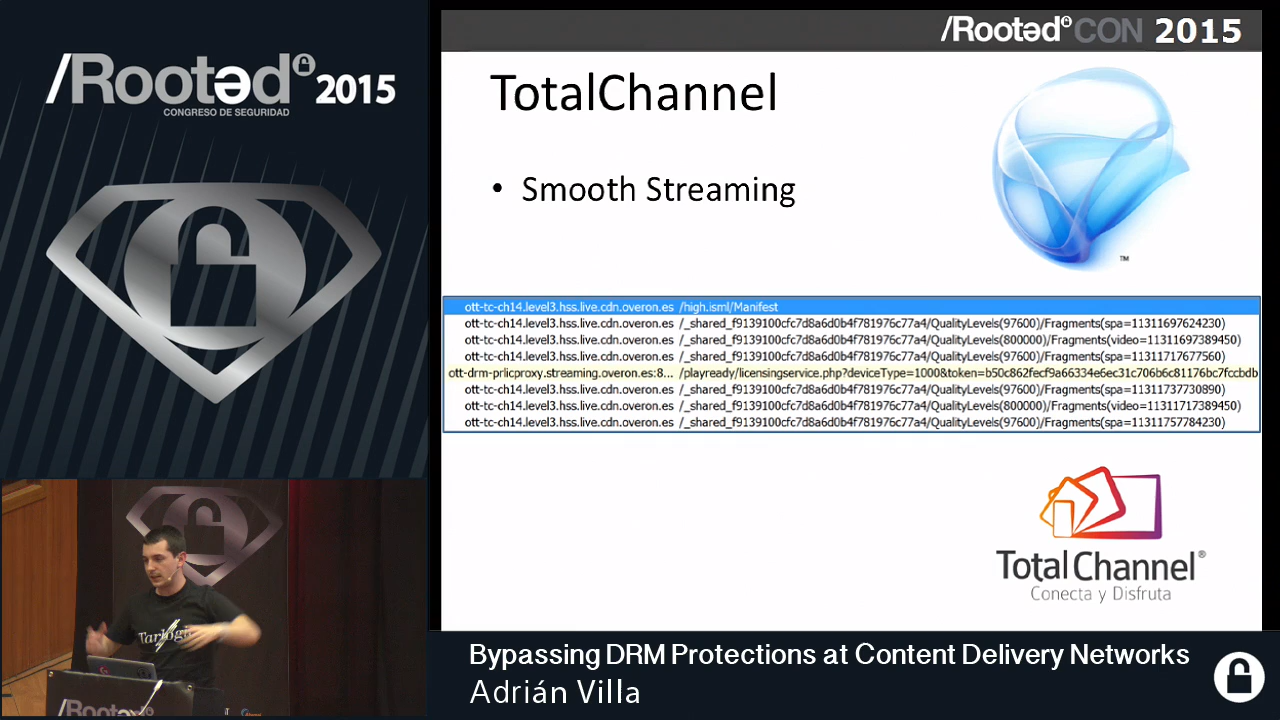 /Rootəd 2015
CONGRESO DE SEGURIDAD
/Rootəd CON 2015
TotalChannel
• Smooth Streaming
™
ott-tc-ch14.level3.hss.live.cdn.overon.es /high.isml/Manifest
ott-tc-ch14.level3.hss.live.cdn.overon.es /_shared_f9139100cfc7d8a6d0b4f781976c77a4/QualityLevels(97600)/Fragments(spa=11311697624230)
ott-tc-ch14.level3.hss.live.cdn.overon.es /_shared_f9139100cfc7d8a6d0b4f781976c77a4/QualityLevels(800000)/Fragments(video=11311697389450)
ott-tc-ch14.level3.hss.live.cdn.overon.es /_shared_f9139100cfc7d8a6d0b4f781976c77a4/QualityLevels(97600)/Fragments(spa=11311717677560)
ott-drm-prlicproxy.streaming.overon.es:8... /playready/licensingservice.php?deviceType=1000&token=b50c862fecf9a66334e6ec31c706b6c81176bc7fccbdb
ott-tc-ch14.level3.hss.live.cdn.overon.es /_shared_f9139100cfc7d8a6d0b4f781976c77a4/QualityLevels(97600)/Fragments(spa=11311737730890)
ott-tc-ch14.level3.hss.live.cdn.overon.es /_shared_f9139100cfc7d8a6d0b4f781976c77a4/QualityLevels(800000)/Fragments(video=11311717389450)
ott-tc-ch14.level3.hss.live.cdn.overon.es /_shared_f9139100cfc7d8a6d0b4f781976c77a4/QualityLevels(97600)/Fragments(spa=11311757784230)
Total Channel®
Conecta y Disfruta
Tarlogic
/Rootəd
Bypassing DRM Protections at Content Delivery Networks
Adrián Villa